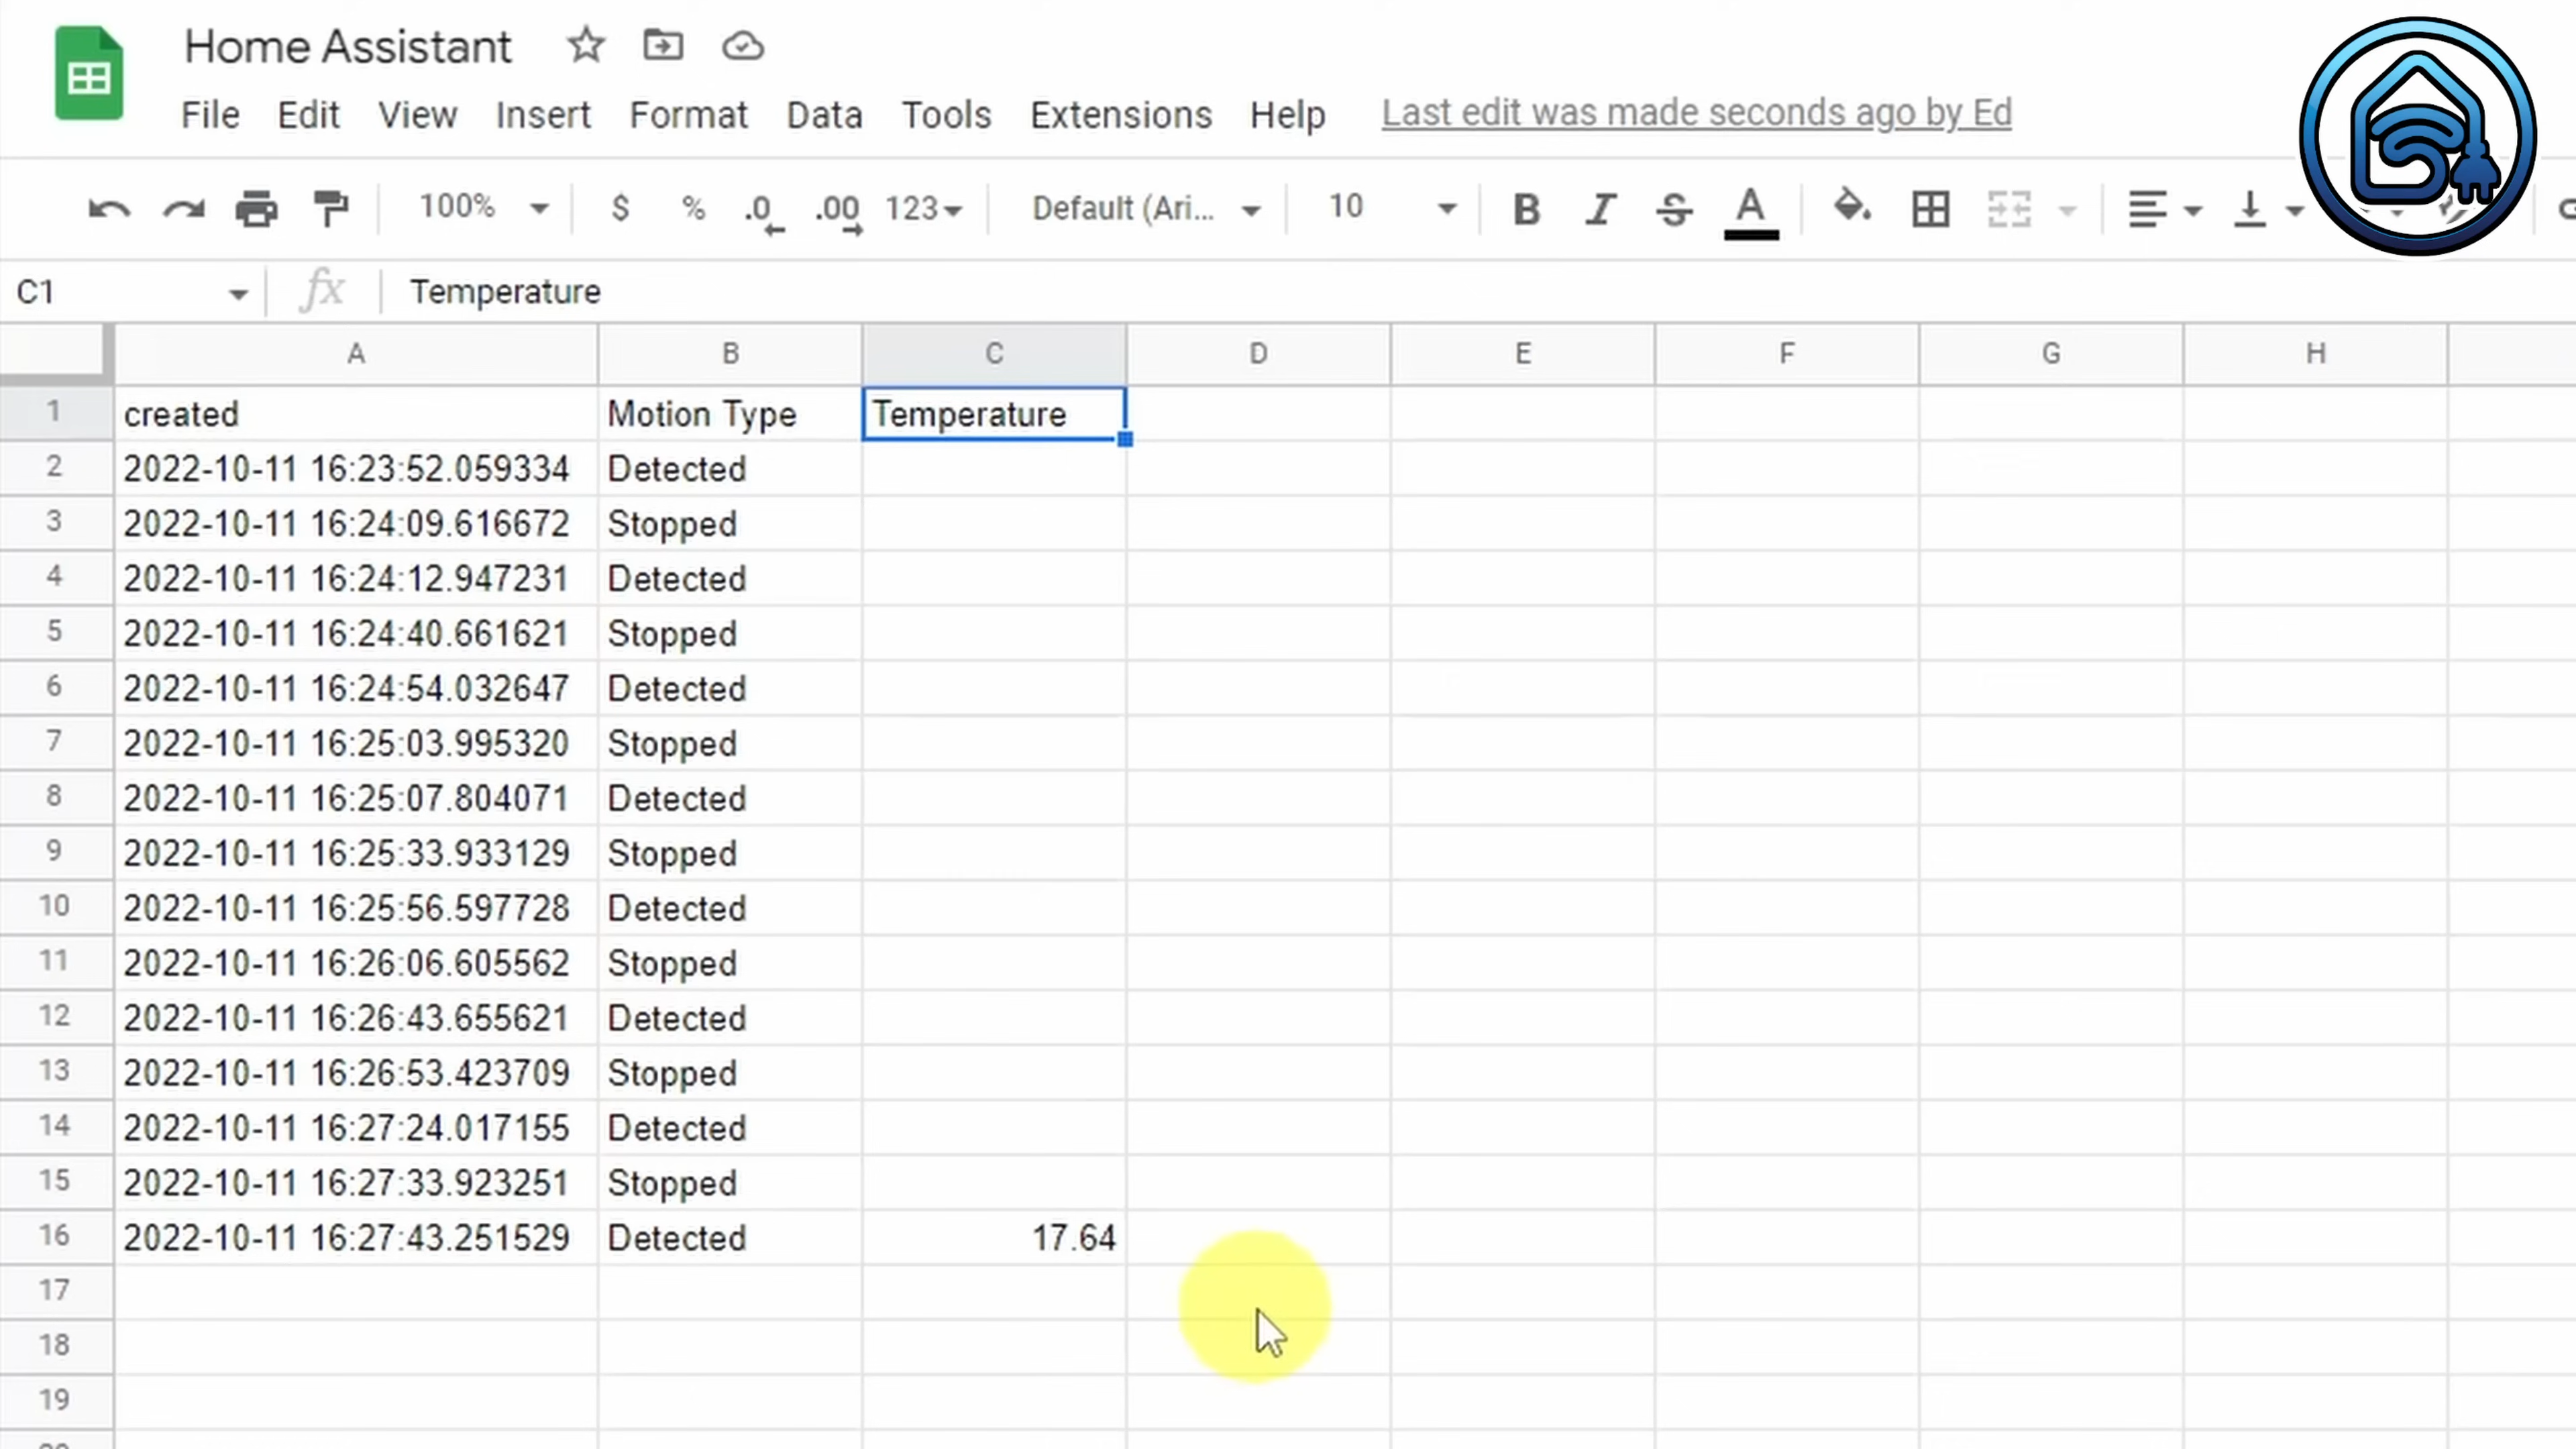 Home Assistant
File Edit View Insert Format Data Tools Extensions Help Last edit was made seconds ago by Ed
100% $ % .0 .00 123 Default (Ari... 10 B I S A
C1 fx Temperature
A B C D E F G H
1 created Motion Type Temperature
2 2022-10-11 16:23:52.059334 Detected
3 2022-10-11 16:24:09.616672 Stopped
4 2022-10-11 16:24:12.947231 Detected
5 2022-10-11 16:24:40.661621 Stopped
6 2022-10-11 16:24:54.032647 Detected
7 2022-10-11 16:25:03.995320 Stopped
8 2022-10-11 16:25:07.804071 Detected
9 2022-10-11 16:25:33.933129 Stopped
10 2022-10-11 16:25:56.597728 Detected
11 2022-10-11 16:26:06.605562 Stopped
12 2022-10-11 16:26:43.655621 Detected
13 2022-10-11 16:26:53.423709 Stopped
14 2022-10-11 16:27:24.017155 Detected
15 2022-10-11 16:27:33.923251 Stopped
16 2022-10-11 16:27:43.251529 Detected 17.64
17
18
19